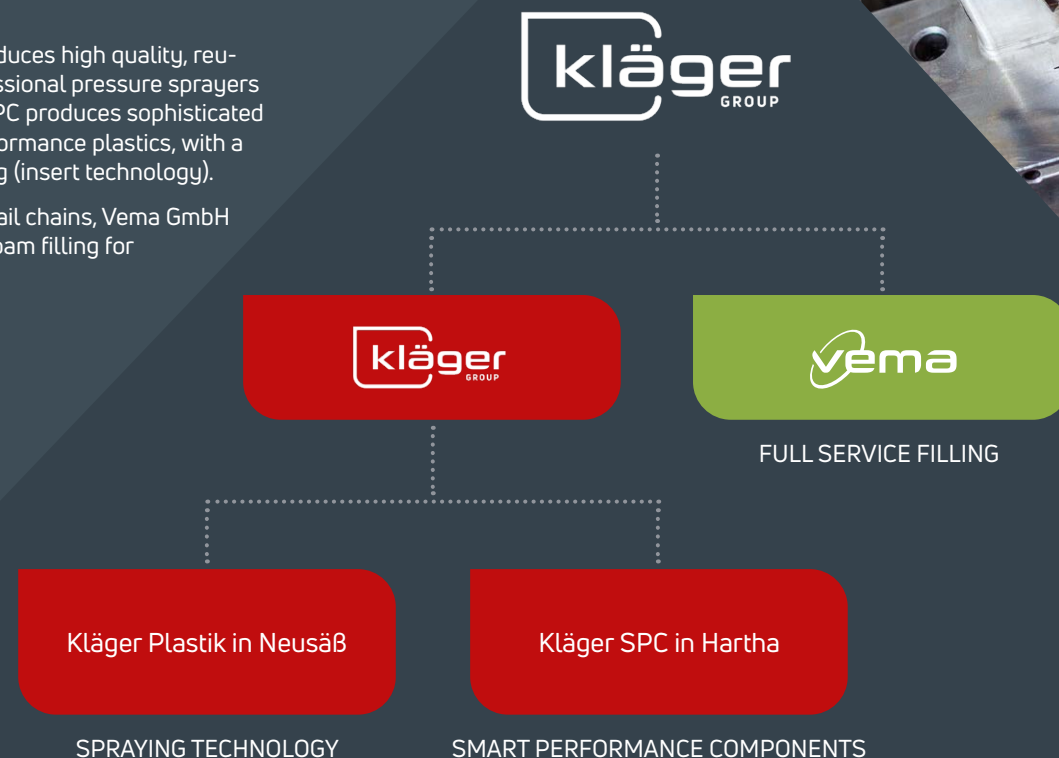 duces high quality, reu-
ssional pressure sprayers
PC produces sophisticated
ormance plastics, with a
g (insert technology).
ail chains, Vema GmbH
oam filling for
kläger
GROUP
kläger
GROUP
vema
FULL SERVICE FILLING
Kläger Plastik in Neusäß
Kläger SPC in Hartha
SPRAYING TECHNOLOGY
SMART PERFORMANCE COMPONENTS